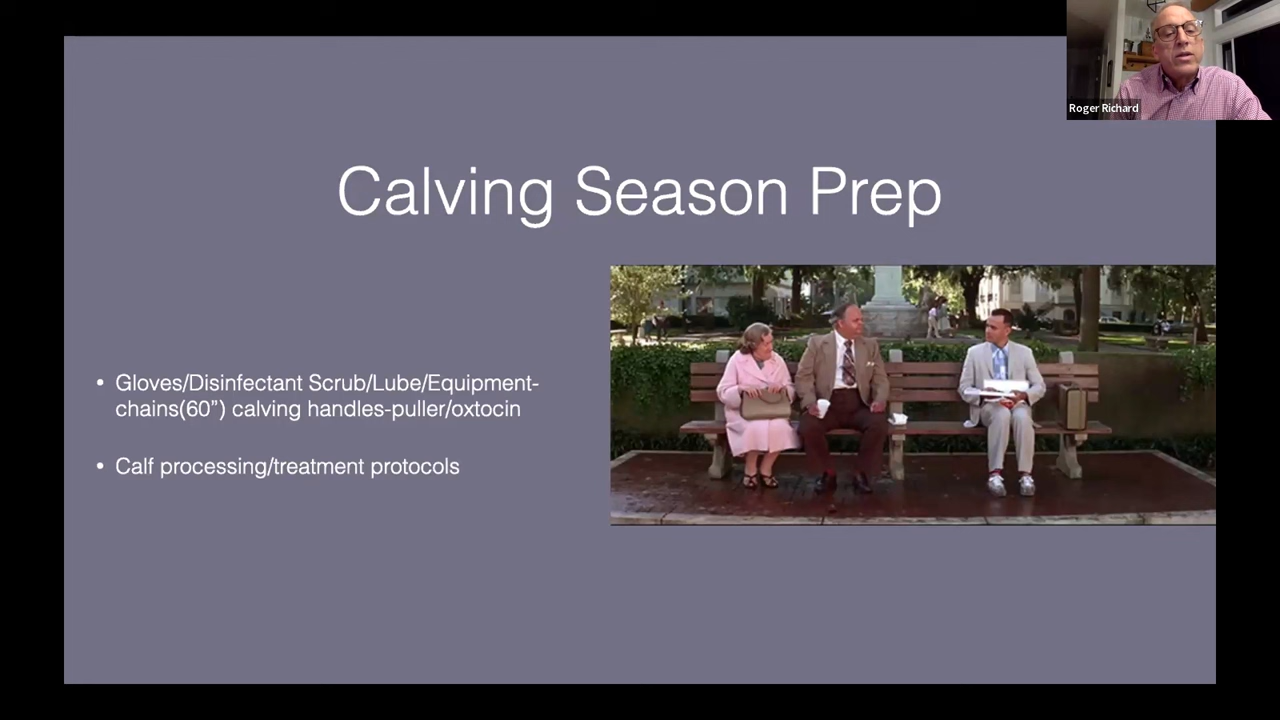 Roger Richard
Calving Season Prep
• Gloves/Disinfectant Scrub/Lube/Equipment-
chains(60”) calving handles-puller/oxtocin
• Calf processing/treatment protocols